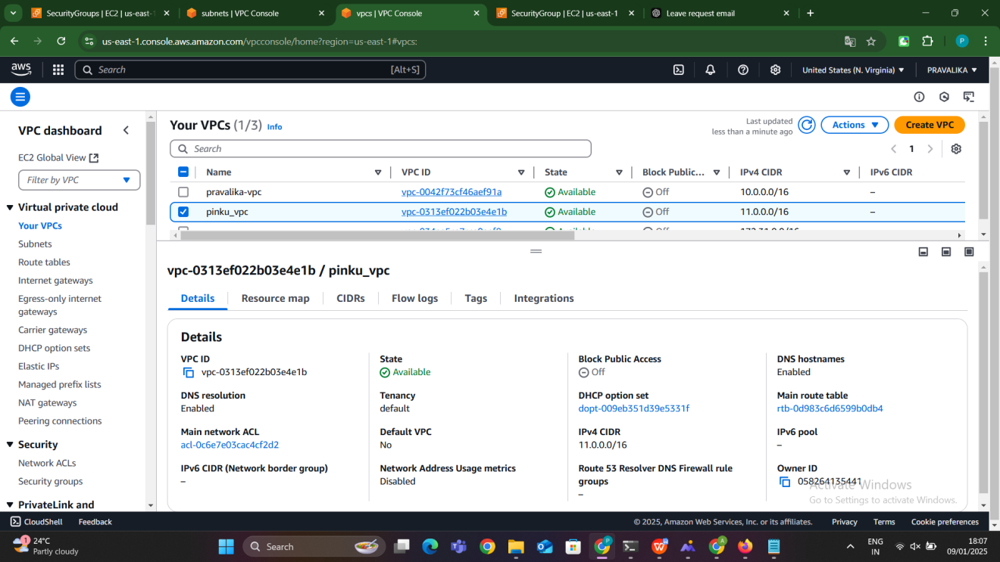 SecurityGroups | EC2 | us-east-1
subnets | VPC Console
vpcs | VPC Console
SecurityGroup | EC2 | us-east-1
Leave request email
us-east-1.console.aws.amazon.com/vpcconsole/home?region=us-east-1#vpcs:
P
aws
Search
[Alt+S]
United States (N. Virginia)
PRAVALIKA
VPC dashboard
EC2 Global View
Filter by VPC
Virtual private cloud
Your VPCs
Subnets
Route tables
Internet gateways
Egress-only internet
gateways
Carrier gateways
DHCP option sets
Elastic IPs
Managed prefix lists
NAT gateways
Peering connections
Security
Network ACLs
Security groups
PrivateLink and
Your VPCs (1/3) Info
Last updated
less than a minute ago
Actions
Create VPC
Search
1
Name VPC ID State Block Public... IPv4 CIDR IPv6 CIDR
pravalika-vpc vpc-0042f73cf46aef91a Available Off 10.0.0.0/16 –
pinku_vpc vpc-0313ef022b03e4e1b Available Off 11.0.0.0/16 –
vpc-0313ef022b03e4e1b / pinku_vpc
Details Resource map CIDRs Flow logs Tags Integrations
Details
VPC ID
vpc-0313ef022b03e4e1b
State
Available
Block Public Access
Off
DNS hostnames
Enabled
DNS resolution
Enabled
Tenancy
default
DHCP option set
dopt-009eb351d39e5331f
Main route table
rtb-0d983c6d6599b0db4
Main network ACL
acl-0c6e7e03cac4cf2d2
Default VPC
No
IPv4 CIDR
11.0.0.0/16
IPv6 pool
–
IPv6 CIDR (Network border group)
–
Network Address Usage metrics
Disabled
Route 53 Resolver DNS Firewall rule
groups
–
Owner ID
058264135441
Activate Windows
Go to Settings to activate Windows.
CloudShell Feedback
© 2025, Amazon Web Services, Inc. or its affiliates. Privacy Terms Cookie preferences
1
24°C
Partly cloudy
Search
ENG
IN
18:07
09/01/2025